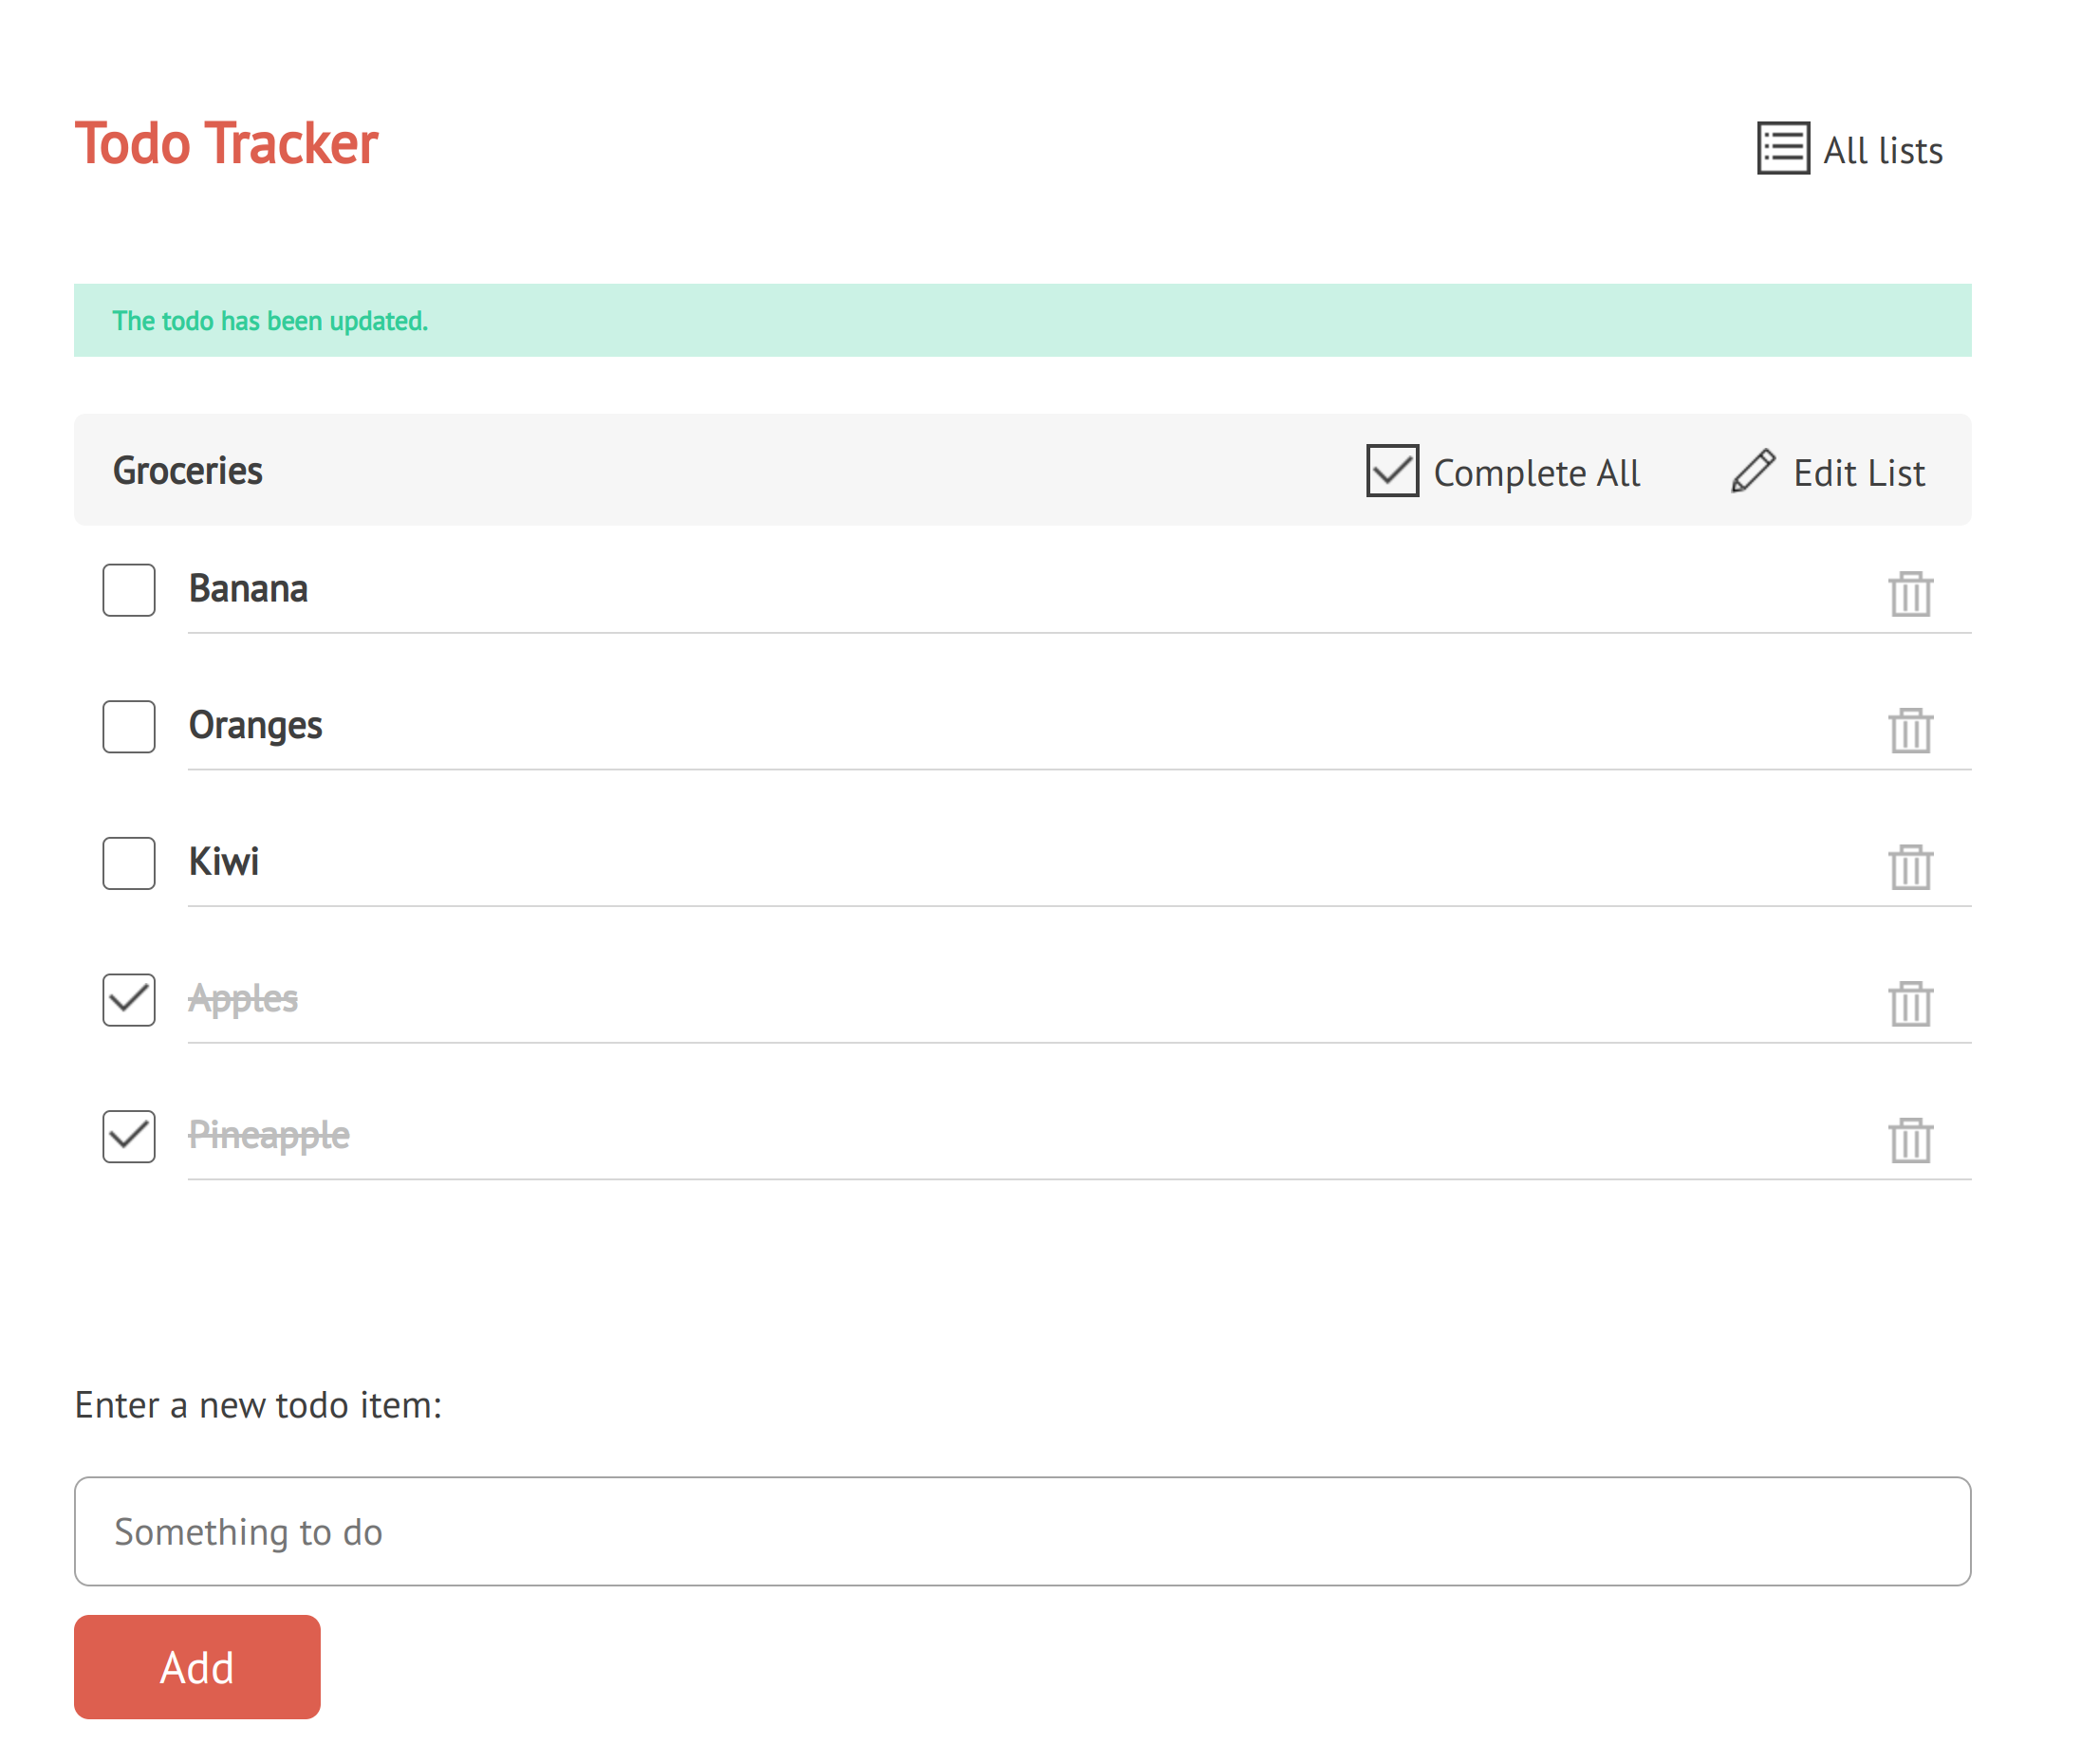 Todo Tracker
All lists
The todo has been updated.
Groceries
Complete All
Edit List
Banana
Oranges
Kiwi
Apples
Pineapple
Enter a new todo item:
Something to do
Add